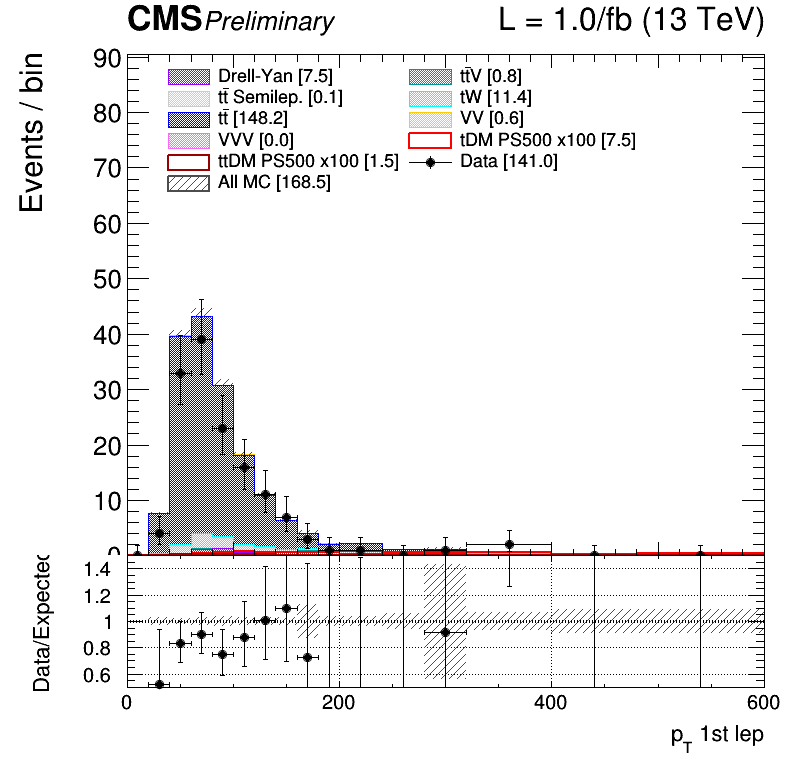 CMS Preliminary L = 1.0/fb (13 TeV)
Events / bin
90
80
70
60
50
40
30
20
10
0
Drell-Yan [7.5]
tt̄V [0.8]
tt̄ Semilep. [0.1]
tW [11.4]
tt̄ [148.2]
VV [0.6]
VVV [0.0]
tDM PS500 x100 [7.5]
ttDM PS500 x100 [1.5]
Data [141.0]
All MC [168.5]
Data/Expected
1.4
1.2
1
0.8
0.6
0 200 400 600
p_T 1st lep